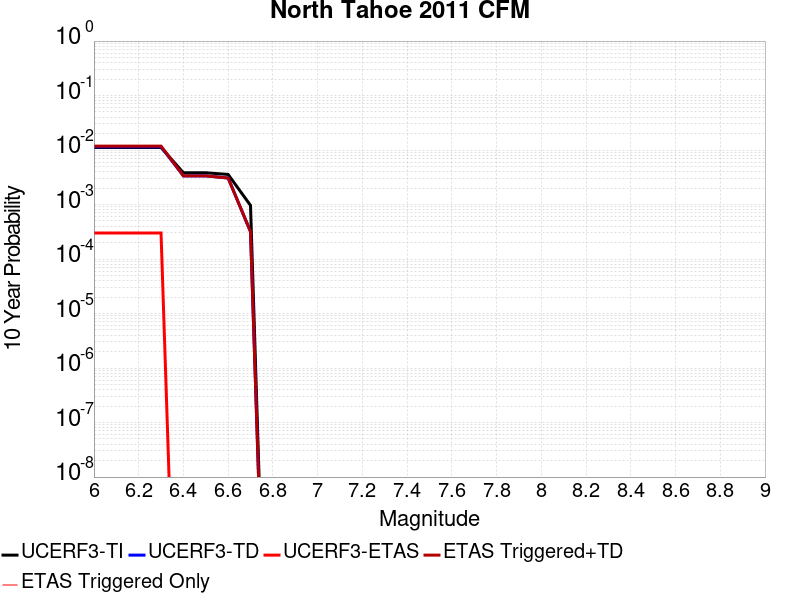 North Tahoe 2011 CFM
10 0
10 -1
10 -2
10 -3
10 -4
10 -5
10 -6
10 -7
10 -8
10 Year Probability
6 6.2 6.4 6.6 6.8 7 7.2 7.4 7.6 7.8 8 8.2 8.4 8.6 8.8 9
Magnitude
UCERF3-TI UCERF3-TD UCERF3-ETAS ETAS Triggered+TD
ETAS Triggered Only